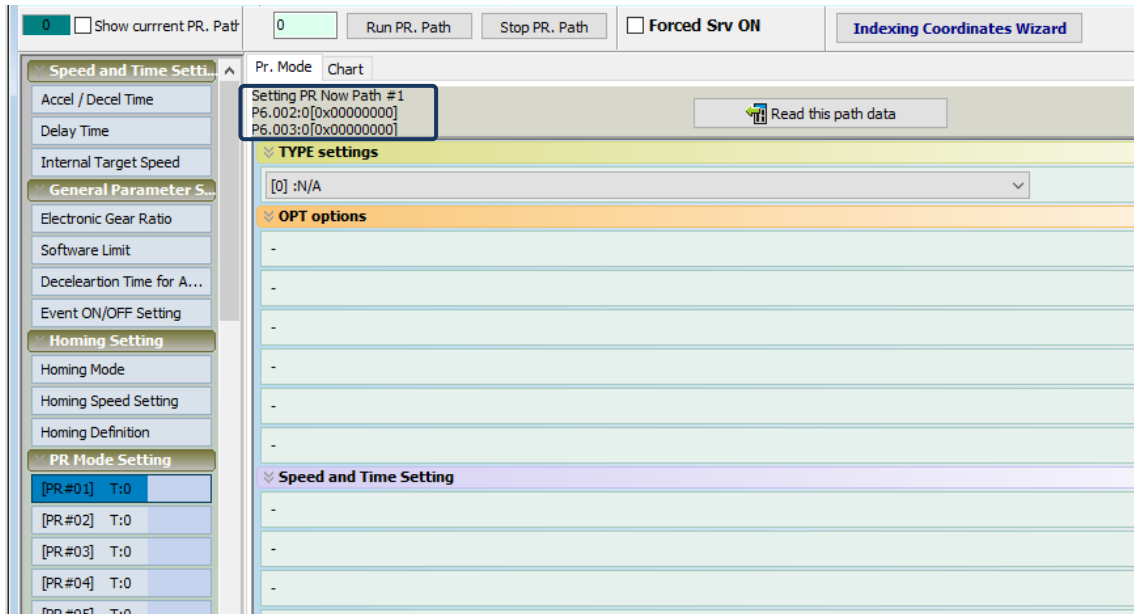 0 Show currrent PR. Path 0 Run PR. Path Stop PR. Path Forced Srv ON Indexing Coordinates Wizard
Speed and Time Setti...
Accel / Decel Time
Delay Time
Internal Target Speed
General Parameter S...
Electronic Gear Ratio
Software Limit
Deceleartion Time for A...
Event ON/OFF Setting
Homing Setting
Homing Mode
Homing Speed Setting
Homing Definition
PR Mode Setting
[PR#01] T:0
[PR#02] T:0
[PR#03] T:0
[PR#04] T:0
[PR#05] T:0
Pr. Mode Chart
Setting PR Now Path #1
P6.002:0[0x00000000]
P6.003:0[0x00000000]
Read this path data
TYPE settings
[0] :N/A
OPT options
-
-
-
-
-
-
Speed and Time Setting
-
-
-